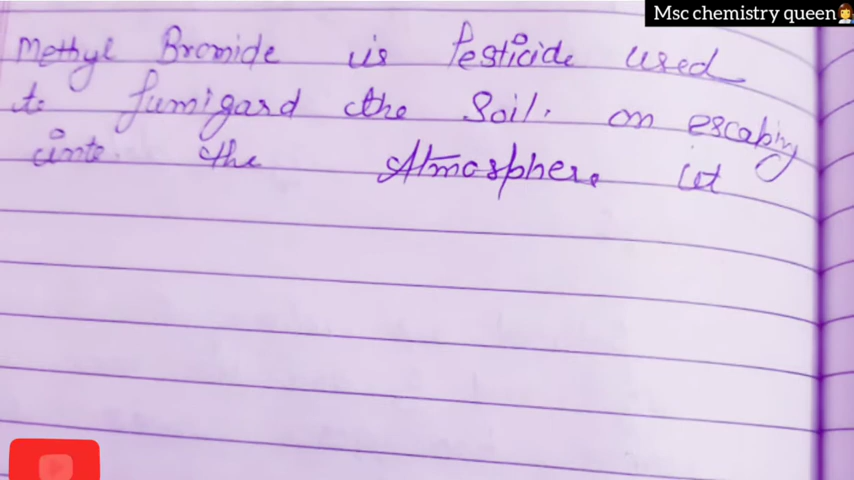 Msc chemistry queen👩‍🔬
Methyl Bromide is Pesticide used
to fumigard the Soil. on escaping
into the Atmosphere it